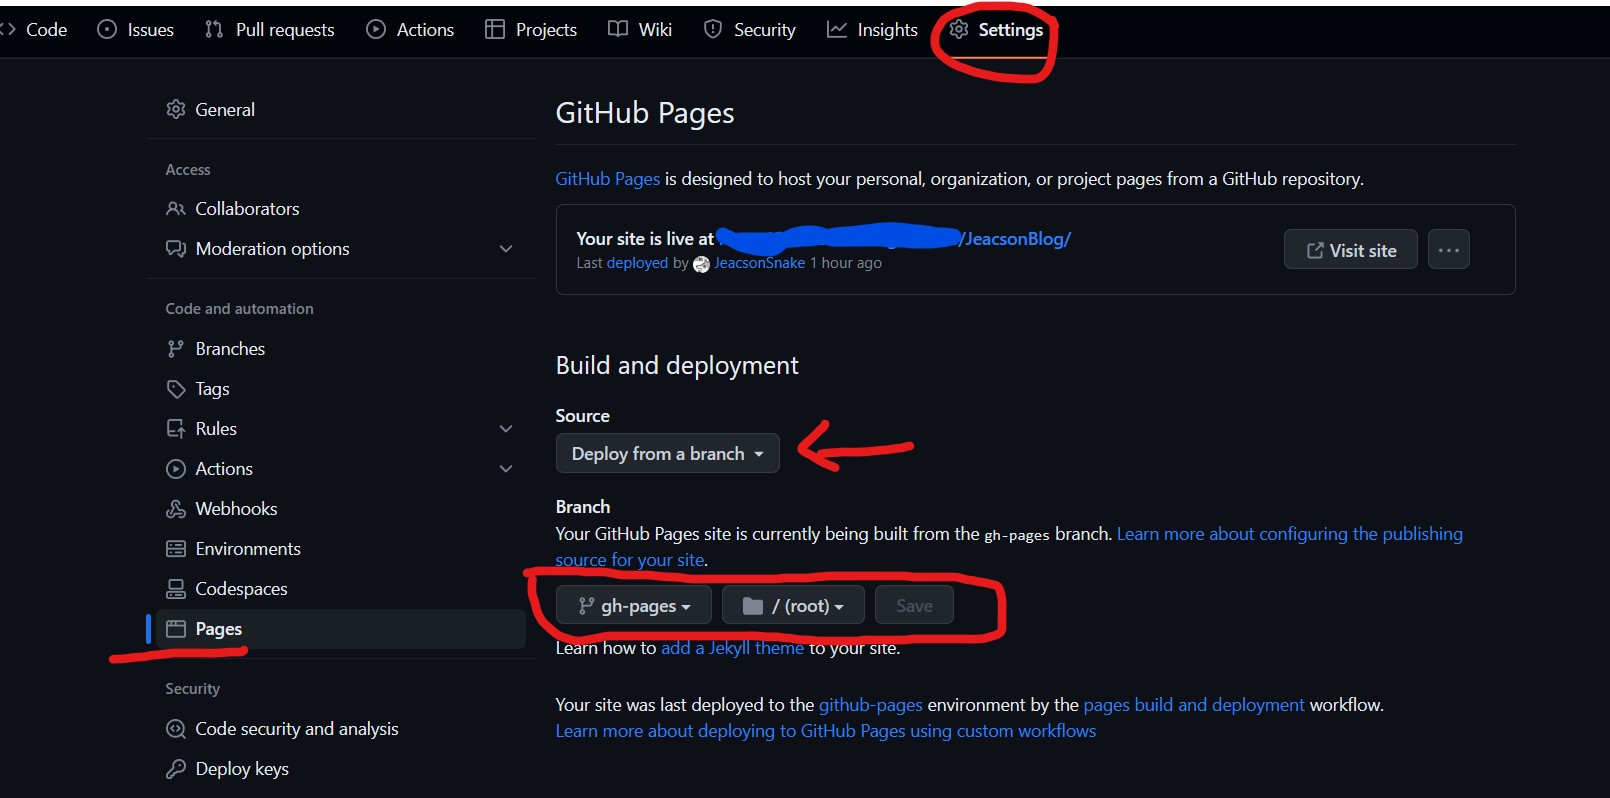 Code Issues Pull requests Actions Projects Wiki Security Insights Settings
General
Access
Collaborators
Moderation options
Code and automation
Branches
Tags
Rules
Actions
Webhooks
Environments
Codespaces
Pages
Security
Code security and analysis
Deploy keys
GitHub Pages
GitHub Pages is designed to host your personal, organization, or project pages from a GitHub repository.
Your site is live at /JeacsonBlog/
Last deployed by JeacsonSnake 1 hour ago
Visit site
Build and deployment
Source
Deploy from a branch
Branch
Your GitHub Pages site is currently being built from the gh-pages branch. Learn more about configuring the publishing
source for your site.
gh-pages / (root) Save
Learn how to add a Jekyll theme to your site.
Your site was last deployed to the github-pages environment by the pages build and deployment workflow.
Learn more about deploying to GitHub Pages using custom workflows